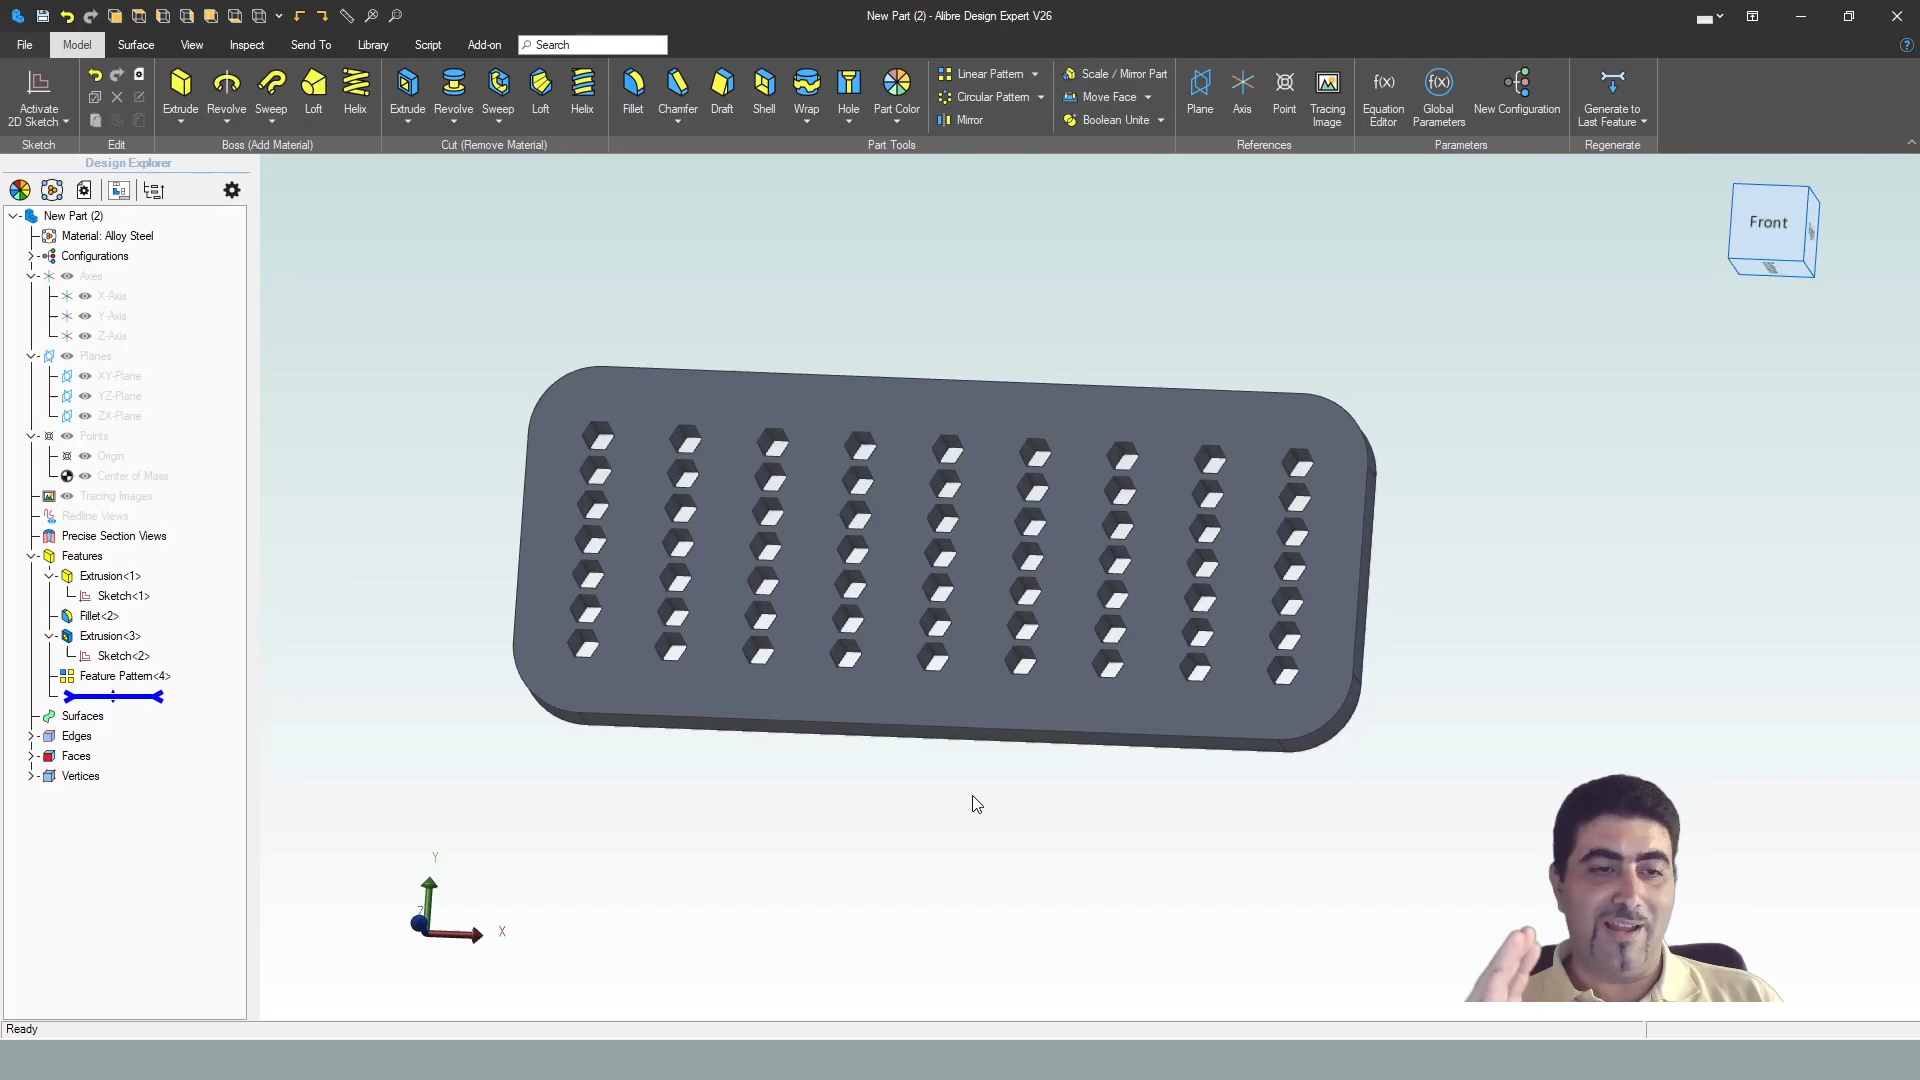 New Part (2) - Alibre Design Expert V26
File Model Surface View Inspect Send To Library Script Add-on Search
Activate
2D Sketch
Sketch
Edit
Extrude Revolve Sweep Loft Helix
Boss (Add Material)
Extrude Revolve Sweep Loft Helix
Cut (Remove Material)
Fillet Chamfer Draft Shell Wrap Hole Part Color
Linear Pattern
Circular Pattern
Mirror
Scale / Mirror Part
Move Face
Boolean Unite
Part Tools
Plane Axis Point Tracing
Image
References
f(x) f(x)
Equation
Editor
Global
Parameters
New Configuration
Parameters
Generate to
Last Feature
Regenerate
Design Explorer
New Part (2)
Material: Alloy Steel
Configurations
Axes
X-Axis
Y-Axis
Z-Axis
Planes
XY-Plane
YZ-Plane
ZX-Plane
Points
Origin
Center of Mass
Tracing Images
Redline Views
Precise Section Views
Features
Extrusion<1>
Sketch<1>
Fillet<2>
Extrusion<3>
Sketch<2>
Feature Pattern<4>
Surfaces
Edges
Faces
Vertices
Front
Y
Z
X
Ready